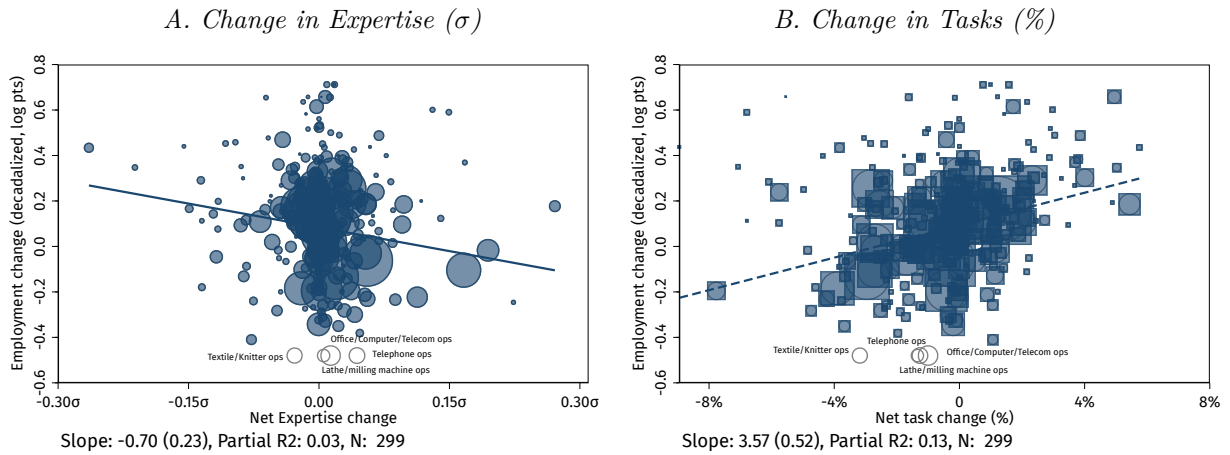 A. Change in Expertise (σ)
Employment change (decadalized, log pts)
0.8
0.6
0.4
0.2
0.0
-0.2
-0.4
-0.6
Office/Computer/Telecom ops
Textile/Knitter ops
Telephone ops
Lathe/milling machine ops
-0.30σ
-0.15σ
0.00
0.15
0.30σ
Net Expertise change
Slope: -0.70 (0.23), Partial R2: 0.03, N: 299
B. Change in Tasks (%)
Employment change (decadalized, log pts)
0.8
0.6
0.4
0.2
0.0
-0.2
-0.4
-0.6
Telephone ops
Textile/Knitter ops
Office/Computer/Telecom ops
Lathe/milling machine ops
-8%
-4%
0
4%
8%
Net task change (%)
Slope: 3.57 (0.52), Partial R2: 0.13, N: 299